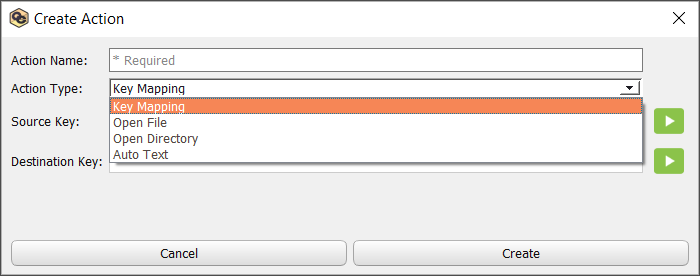 Create Action
Action Name: * Required
Action Type: Key Mapping
Key Mapping
Open File
Source Key:
Open Directory
Auto Text
Destination Key:
Cancel Create